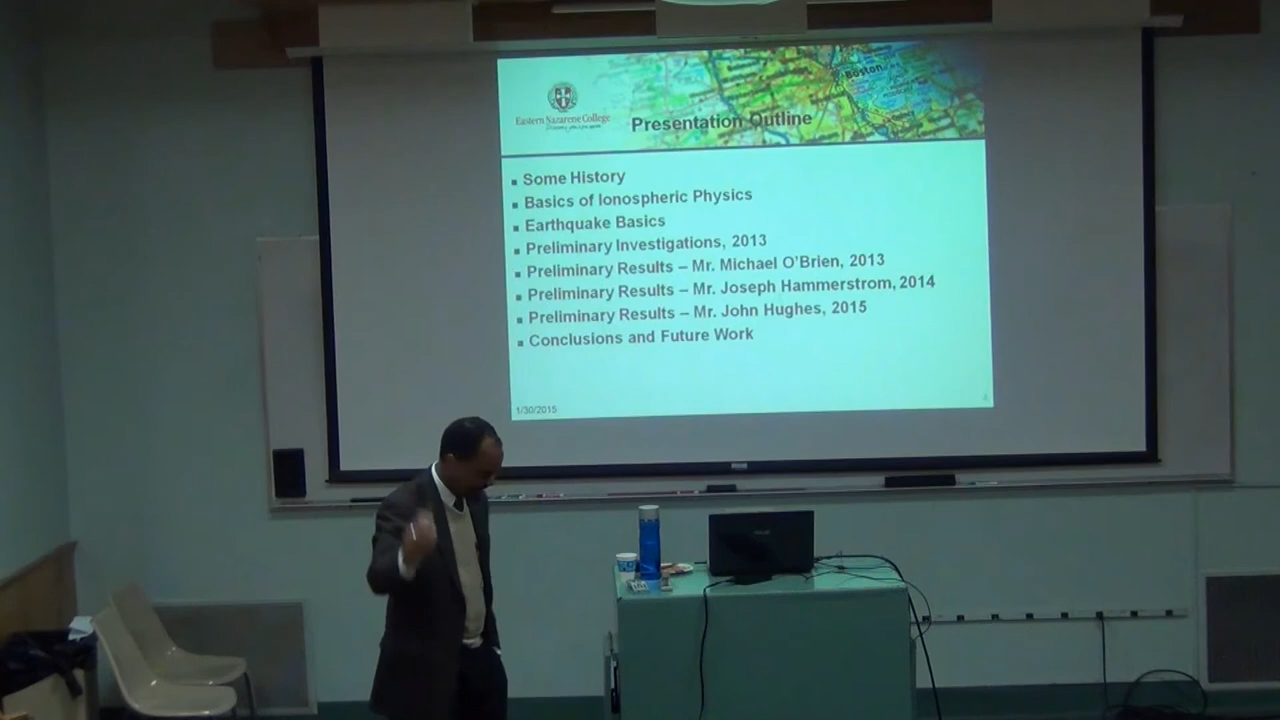 Boston
Eastern Nazarene College
Presentation Outline
Some History
Basics of Ionospheric Physics
Earthquake Basics
Preliminary Investigations, 2013
Preliminary Results – Mr. Michael O'Brien, 2013
Preliminary Results – Mr. Joseph Hammerstrom, 2014
Preliminary Results – Mr. John Hughes, 2015
Conclusions and Future Work
1/30/2015